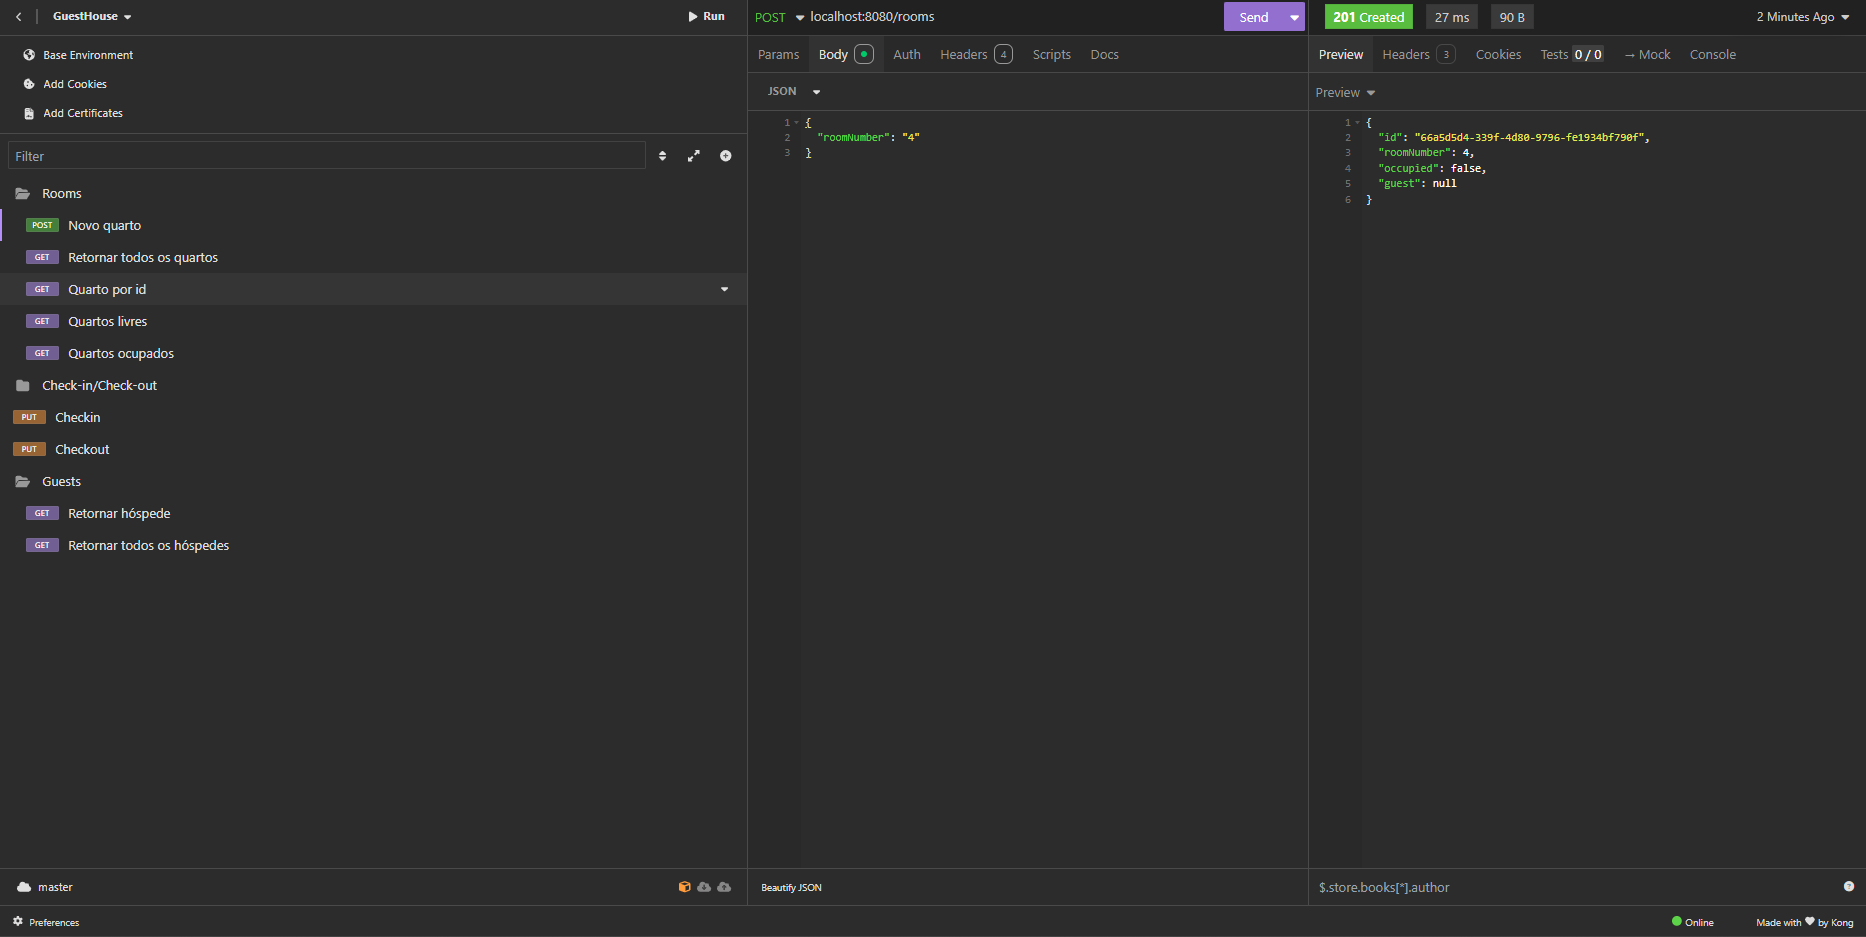 GuestHouse
Run
Base Environment
Add Cookies
Add Certificates
Filter
Rooms
POST Novo quarto
GET Retornar todos os quartos
GET Quarto por id
GET Quartos livres
GET Quartos ocupados
Check-in/Check-out
PUT Checkin
PUT Checkout
Guests
GET Retornar hóspede
GET Retornar todos os hóspedes
master
Preferences
POST localhost:8080/rooms Send
Params Body Auth Headers 4 Scripts Docs
JSON
1 {
2 "roomNumber": "4"
3 }
Beautify JSON
201 Created 27 ms 90 B 2 Minutes Ago
Preview Headers 3 Cookies Tests 0 / 0 → Mock Console
Preview
1 {
2 "id": "66a5d5d4-339f-4d80-9796-fe1934bf790f",
3 "roomNumber": 4,
4 "occupied": false,
5 "guest": null
6 }
$.store.books[*].author
Online Made with ♥ by Kong